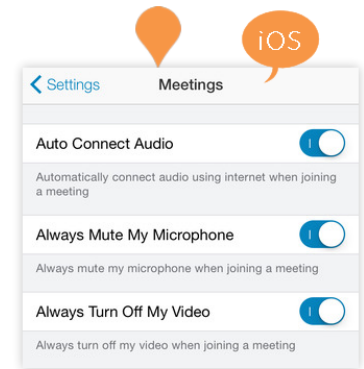 iOS
Settings
Meetings
Auto Connect Audio
Automatically connect audio using internet when joining
a meeting
Always Mute My Microphone
Always mute my microphone when joining a meeting
Always Turn Off My Video
Always turn off my video when joining a meeting